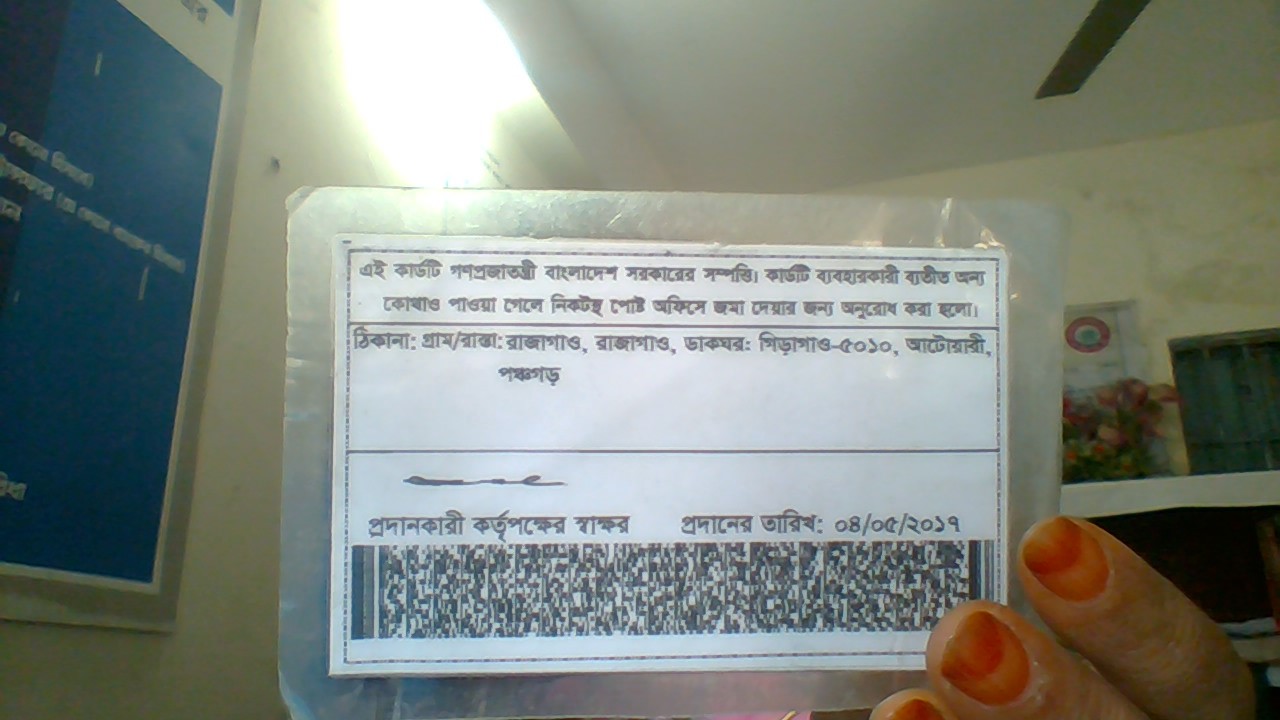 এই কার্ডটি গণপ্রজাতন্ত্রী বাংলাদেশ সরকারের সম্পত্তি। কার্ডটি ব্যবহারকারী ব্যতীত অন্য
কোথাও পাওয়া গেলে নিকটস্থ পোষ্ট অফিসে জমা দেয়ার জন্য অনুরোধ করা হলো।
ঠিকানা: গ্রাম/রাস্তা: রাজাগাও, রাজাগাও, ডাকঘর: গিড়াগাও-৫০১০, আটোয়ারী,
পঞ্চগড়
প্রদানকারী কর্তৃপক্ষের স্বাক্ষর প্রদানের তারিখ: ০৪/০৫/২০১৭